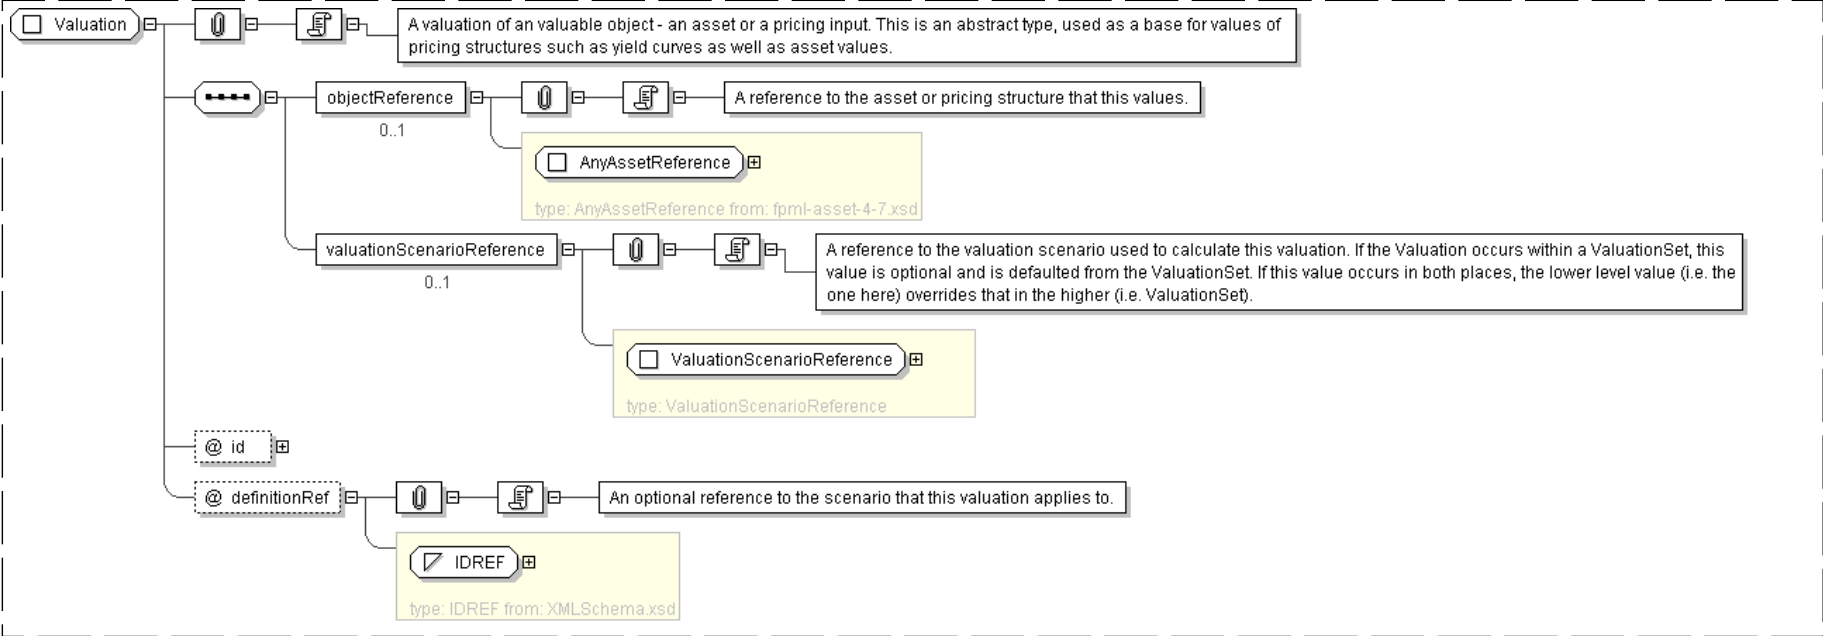 Valuation
A valuation of an valuable object - an asset or a pricing input. This is an abstract type, used as a base for values of
pricing structures such as yield curves as well as asset values.
objectReference
A reference to the asset or pricing structure that this values.
0..1
AnyAssetReference
type: AnyAssetReference from: fpml-asset-4-7.xsd
valuationScenarioReference
A reference to the valuation scenario used to calculate this valuation. If the Valuation occurs within a ValuationSet, this
value is optional and is defaulted from the ValuationSet. If this value occurs in both places, the lower level value (i.e. the
one here) overrides that in the higher (i.e. ValuationSet).
0..1
ValuationScenarioReference
type: ValuationScenarioReference
@ id
@ definitionRef
An optional reference to the scenario that this valuation applies to.
IDREF
type: IDREF from: XMLSchema.xsd